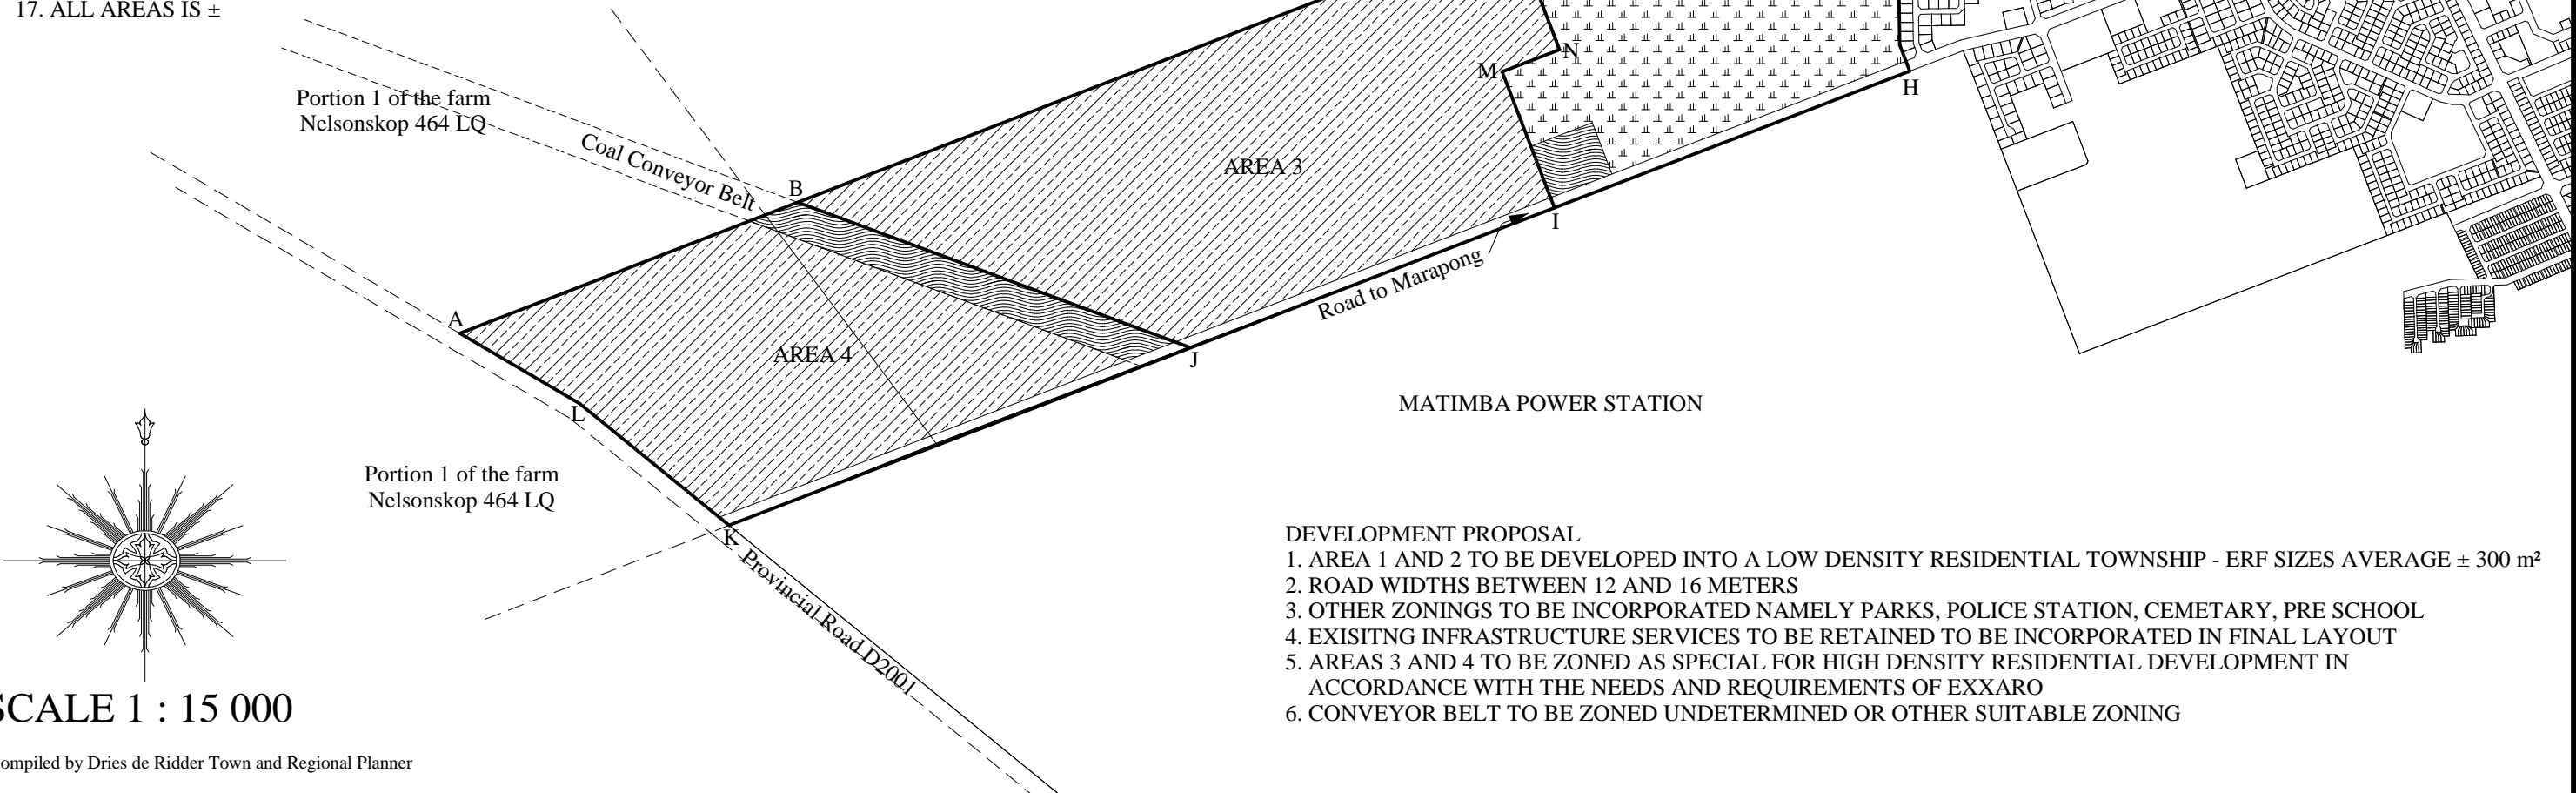 17. ALL AREAS IS ±
N
M
H
Portion 1 of the farm
Nelsonskop 464 LQ
Coal Conveyor Belt
B
AREA 3
I
Road to Marapong
A
AREA 4
J
L
MATIMBA POWER STATION
Portion 1 of the farm
Nelsonskop 464 LQ
K
Provincial Road D2001
DEVELOPMENT PROPOSAL
1. AREA 1 AND 2 TO BE DEVELOPED INTO A LOW DENSITY RESIDENTIAL TOWNSHIP - ERF SIZES AVERAGE ± 300 m²
2. ROAD WIDTHS BETWEEN 12 AND 16 METERS
3. OTHER ZONINGS TO BE INCORPORATED NAMELY PARKS, POLICE STATION, CEMETARY, PRE SCHOOL
4. EXISITNG INFRASTRUCTURE SERVICES TO BE RETAINED TO BE INCORPORATED IN FINAL LAYOUT
5. AREAS 3 AND 4 TO BE ZONED AS SPECIAL FOR HIGH DENSITY RESIDENTIAL DEVELOPMENT IN
ACCORDANCE WITH THE NEEDS AND REQUIREMENTS OF EXXARO
6. CONVEYOR BELT TO BE ZONED UNDETERMINED OR OTHER SUITABLE ZONING
SCALE 1 : 15 000
ompiled by Dries de Ridder Town and Regional Planner